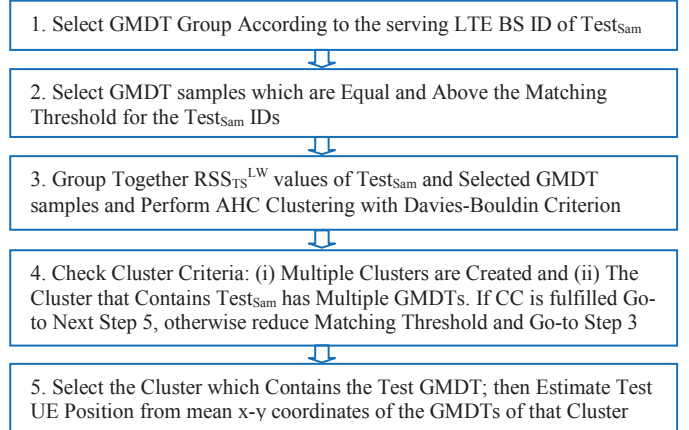 1. Select GMDT Group According to the serving LTE BS ID of TestSam
2. Select GMDT samples which are Equal and Above the Matching
Threshold for the TestSam IDs
3. Group Together RSSTS^LW values of TestSam and Selected GMDT
samples and Perform AHC Clustering with Davies-Bouldin Criterion
4. Check Cluster Criteria: (i) Multiple Clusters are Created and (ii) The
Cluster that Contains TestSam has Multiple GMDTs. If CC is fulfilled Go-
to Next Step 5, otherwise reduce Matching Threshold and Go-to Step 3
5. Select the Cluster which Contains the Test GMDT; then Estimate Test
UE Position from mean x-y coordinates of the GMDTs of that Cluster